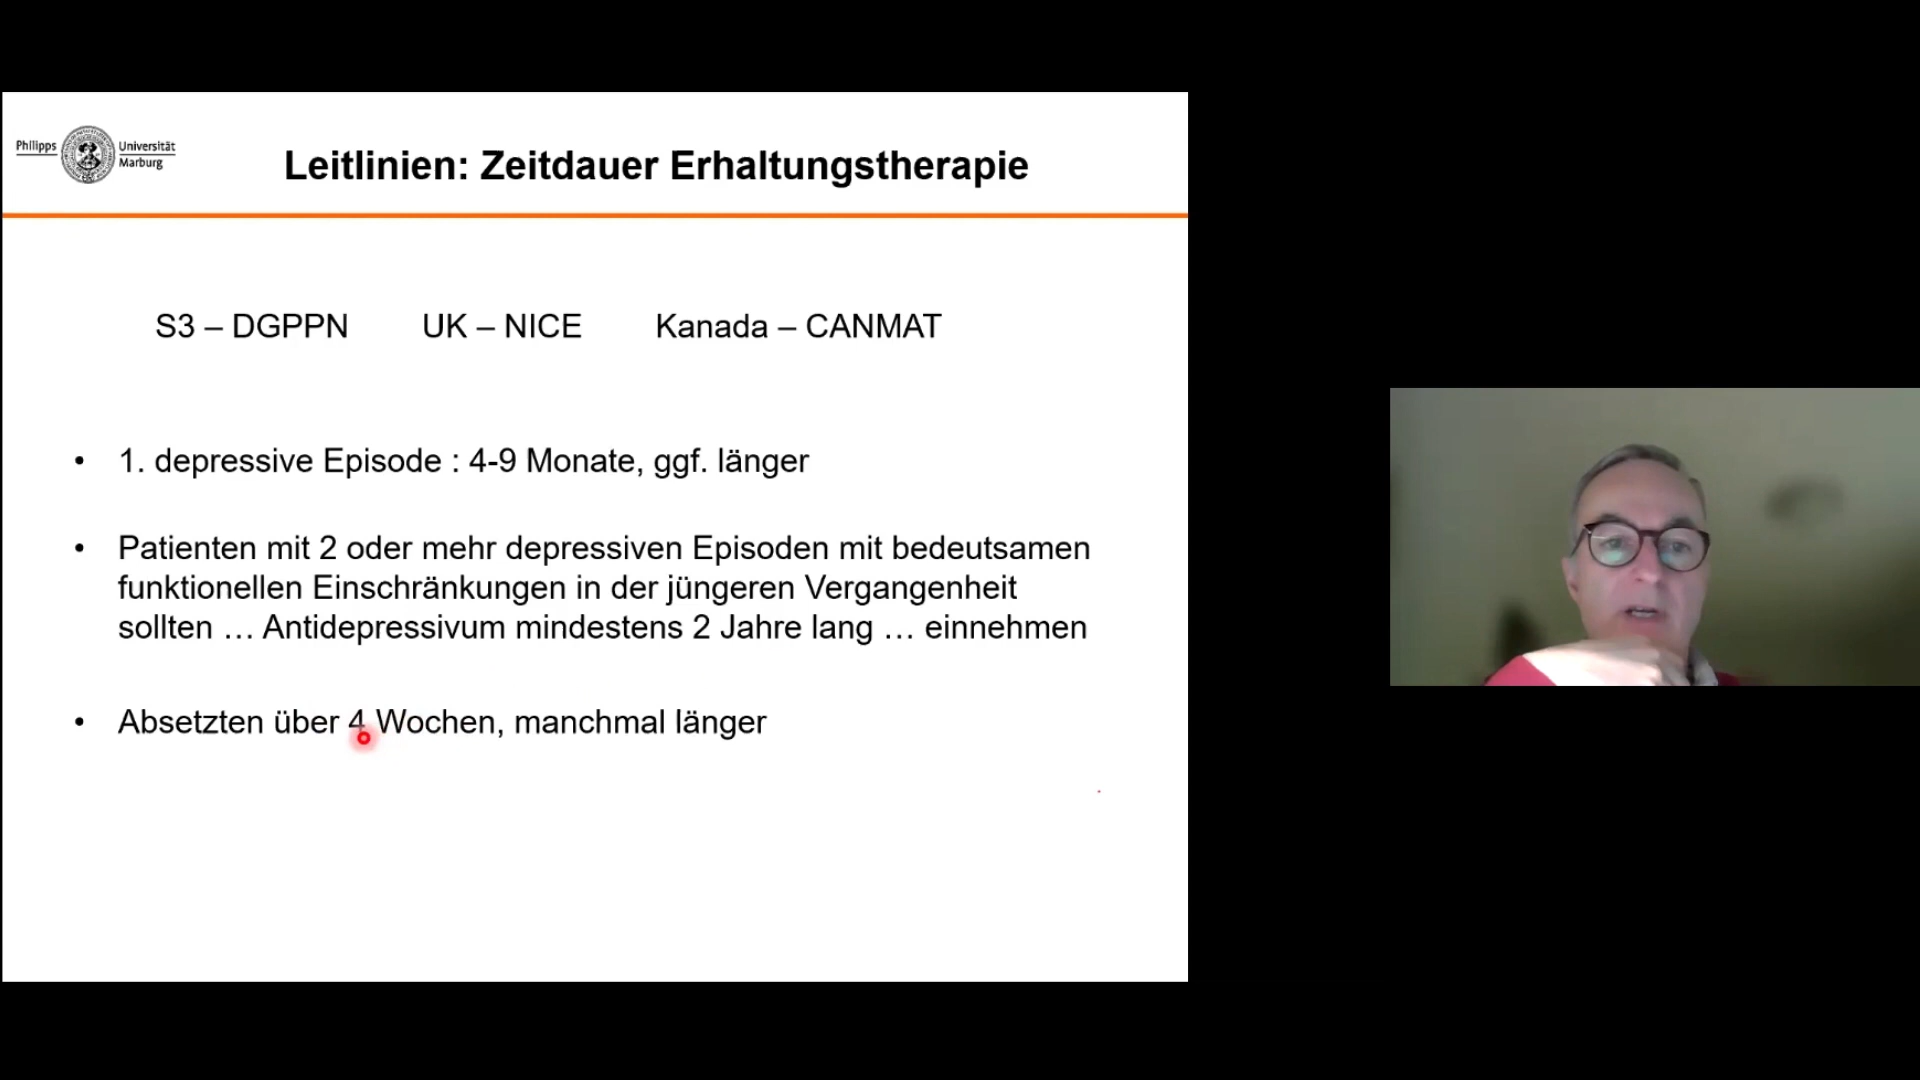 Philipps Universität
Marburg
Leitlinien: Zeitdauer Erhaltungstherapie
S3 – DGPPN UK – NICE Kanada – CANMAT
• 1. depressive Episode : 4-9 Monate, ggf. länger
• Patienten mit 2 oder mehr depressiven Episoden mit bedeutsamen
funktionellen Einschränkungen in der jüngeren Vergangenheit
sollten … Antidepressivum mindestens 2 Jahre lang … einnehmen
• Absetzten über 4 Wochen, manchmal länger